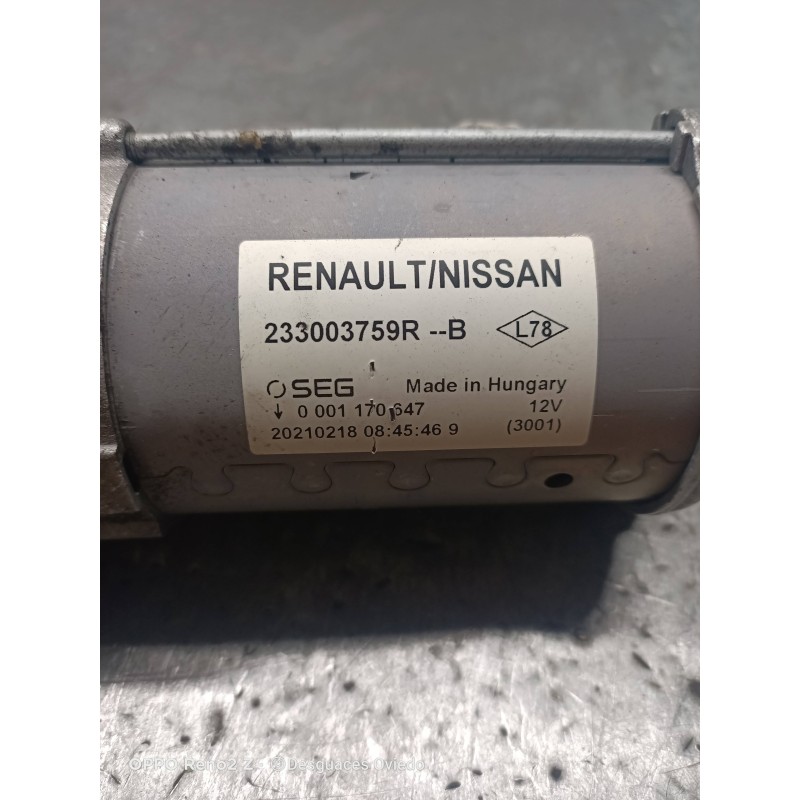 RENAULT/NISSAN
233003759R --B L78
SEG Made in Hungary
↓ 0 001 170 647 12V
20210218 08:45:46 9 (3001)
OPPO Reno2 Z · @Desguaces Oviedo